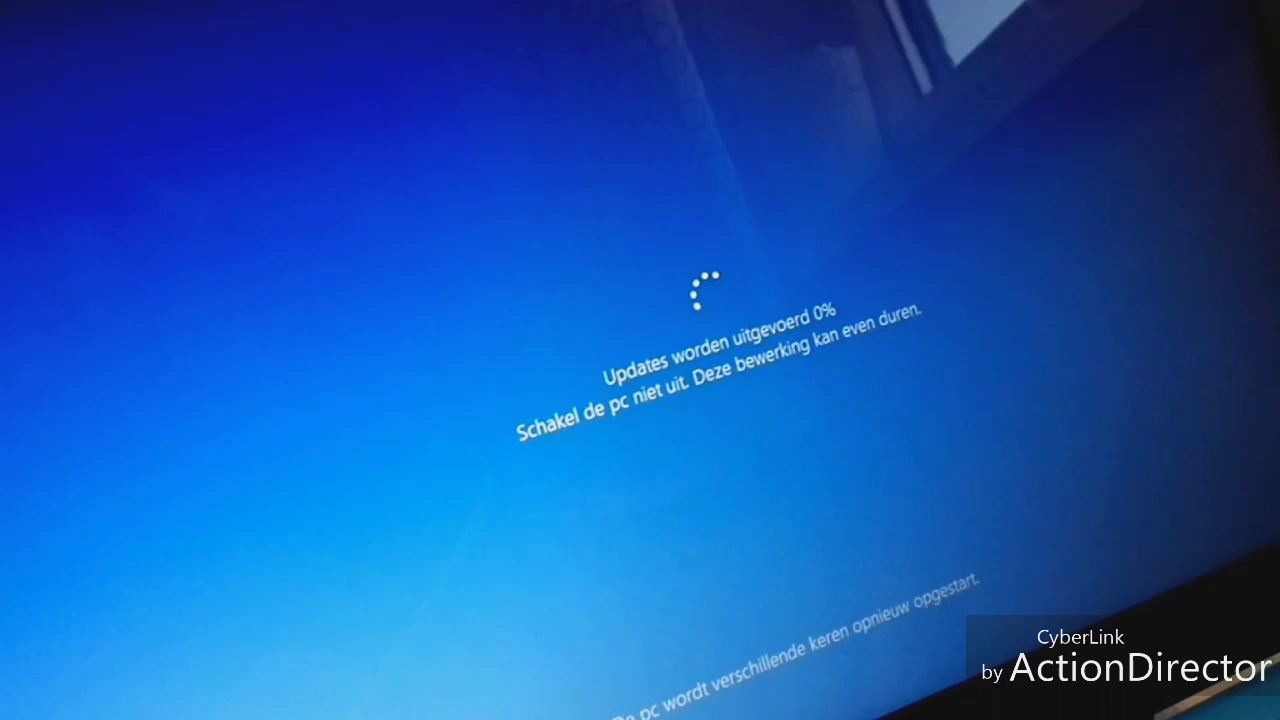 Updates worden uitgevoerd 0%
Schakel de pc niet uit. Deze bewerking kan even duren.
De pc wordt verschillende keren opnieuw opgestart.
CyberLink
by ActionDirector